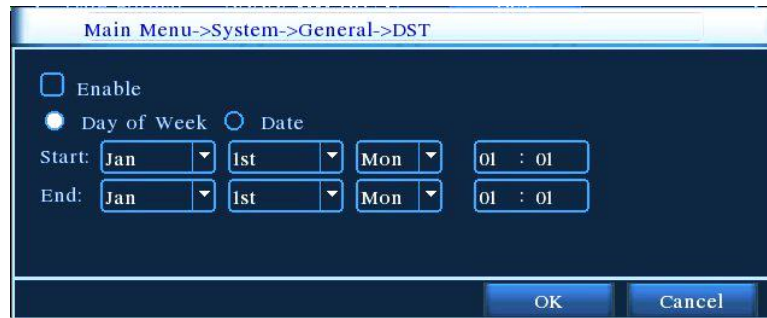 Main Menu->System->General->DST
Enable
Day of Week Date
Start: Jan 1st Mon 01 : 01
End: Jan 1st Mon 01 : 01
OK Cancel